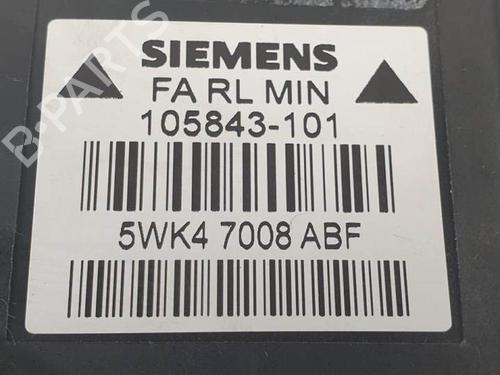 SIEMENS
FA RL MIN
105843-101
5WK4 7008 ABF
B-PARTS